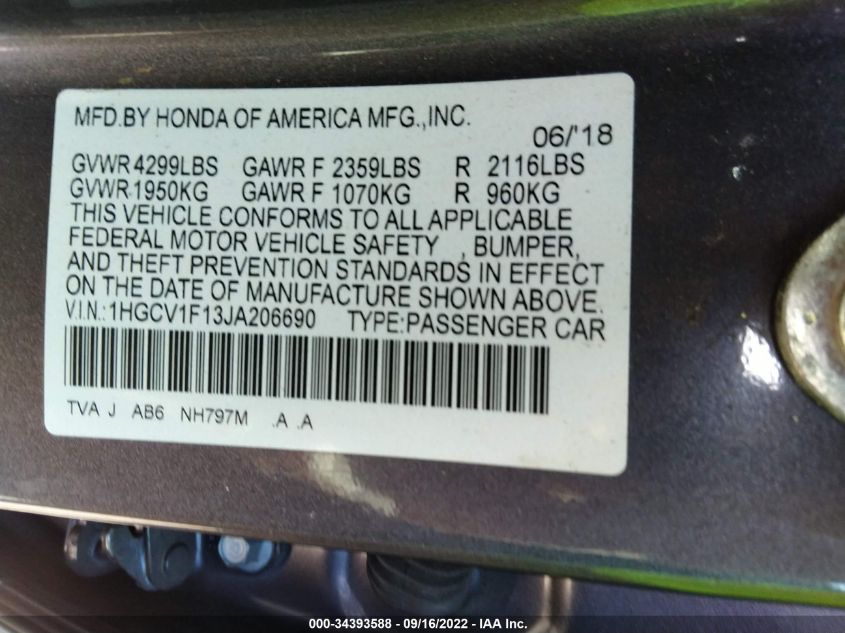 MFD.BY HONDA OF AMERICA MFG.,INC.
06/'18
GVWR 4299LBS GAWR F 2359LBS R 2116LBS
GVWR 1950KG GAWR F 1070KG R 960KG
THIS VEHICLE CONFORMS TO ALL APPLICABLE
FEDERAL MOTOR VEHICLE SAFETY , BUMPER,
AND THEFT PREVENTION STANDARDS IN EFFECT
ON THE DATE OF MANUFACTURE SHOWN ABOVE.
V.I.N.:1HGCV1F13JA206690 TYPE:PASSENGER CAR
TVA J AB6 NH797M .A .A
000-34393588 - 09/16/2022 - IAA Inc.